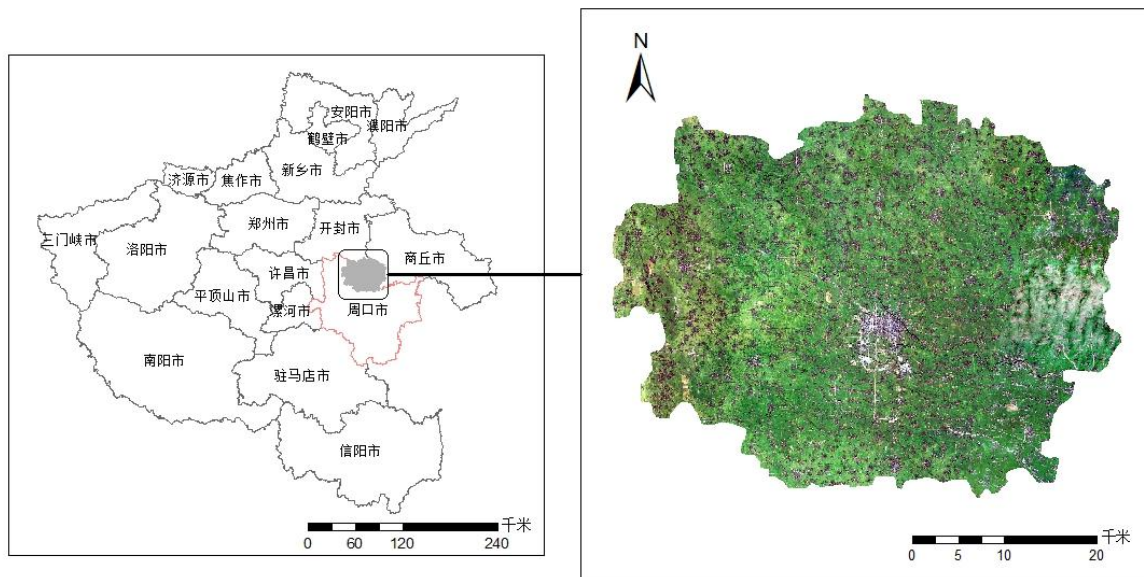 安阳市
濮阳市
鹤壁市
新乡市
济源市
焦作市
郑州市
开封市
三门峡市
洛阳市
商丘市
许昌市
平顶山市
漯河市
周口市
南阳市
驻马店市
信阳市
千米
0 60 120 240
N
千米
0 5 10 20